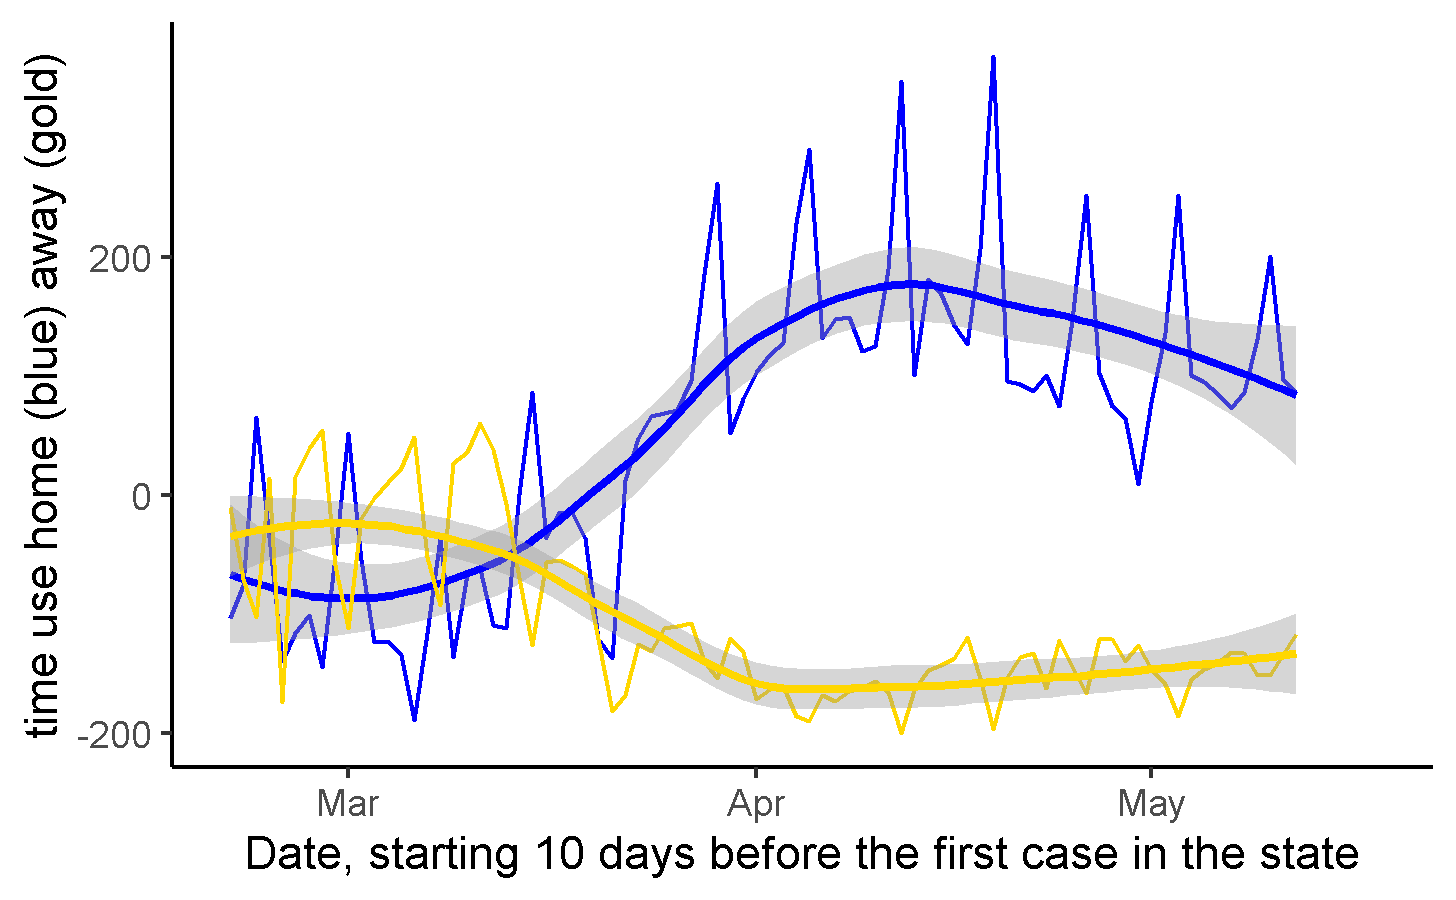 time use home (blue) away (gold)
200
0
-200
Mar
Apr
May
Date, starting 10 days before the first case in the state